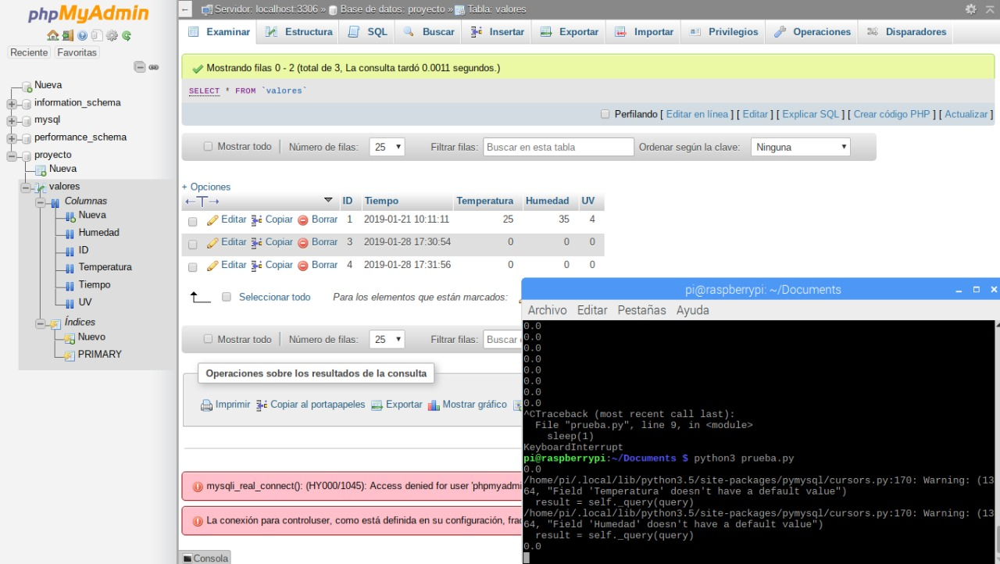 phpMyAdmin
Reciente Favoritas
Nueva
information_schema
mysql
performance_schema
proyecto
Nueva
valores
Columnas
Nueva
Humedad
ID
Temperatura
Tiempo
UV
Índices
Nuevo
PRIMARY
Servidor: localhost:3306 » Base de datos: proyecto » Tabla: valores
Examinar Estructura SQL Buscar Insertar Exportar Importar Privilegios Operaciones Disparadores
Mostrando filas 0 - 2 (total de 3, La consulta tardó 0.0011 segundos.)
SELECT * FROM `valores`
Perfilando [ Editar en línea ] [ Editar ] [ Explicar SQL ] [ Crear código PHP ] [ Actualizar ]
Mostrar todo | Número de filas: 25 Filtrar filas: Buscar en esta tabla Ordenar según la clave: Ninguna
+ Opciones
←T→ ID Tiempo Temperatura Humedad UV
Editar Copiar Borrar 1 2019-01-21 10:11:11 25 35 4
Editar Copiar Borrar 3 2019-01-28 17:30:54 0 0 0
Editar Copiar Borrar 4 2019-01-28 17:31:56 0 0 0
Seleccionar todo Para los elementos que están marcados:
Mostrar todo | Número de filas: 25 Filtrar filas: Buscar
Operaciones sobre los resultados de la consulta
Imprimir Copiar al portapapeles Exportar Mostrar gráfico
mysqli_real_connect(): (HY000/1045): Access denied for user 'phpmyadmi
La conexión para controluser, como está definida en su configuración, frac
Consola
pi@raspberrypi: ~/Documents
Archivo Editar Pestañas Ayuda
0.0
0.0
0.0
0.0
0.0
0.0
0.0
0.0
^CTraceback (most recent call last):
File "prueba.py", line 9, in <module>
sleep(1)
KeyboardInterrupt
pi@raspberrypi:~/Documents $ python3 prueba.py
0.0
/home/pi/.local/lib/python3.5/site-packages/pymysql/cursors.py:170: Warning: (13
64, "Field 'Temperatura' doesn't have a default value")
result = self._query(query)
/home/pi/.local/lib/python3.5/site-packages/pymysql/cursors.py:170: Warning: (13
64, "Field 'Humedad' doesn't have a default value")
result = self._query(query)
0.0